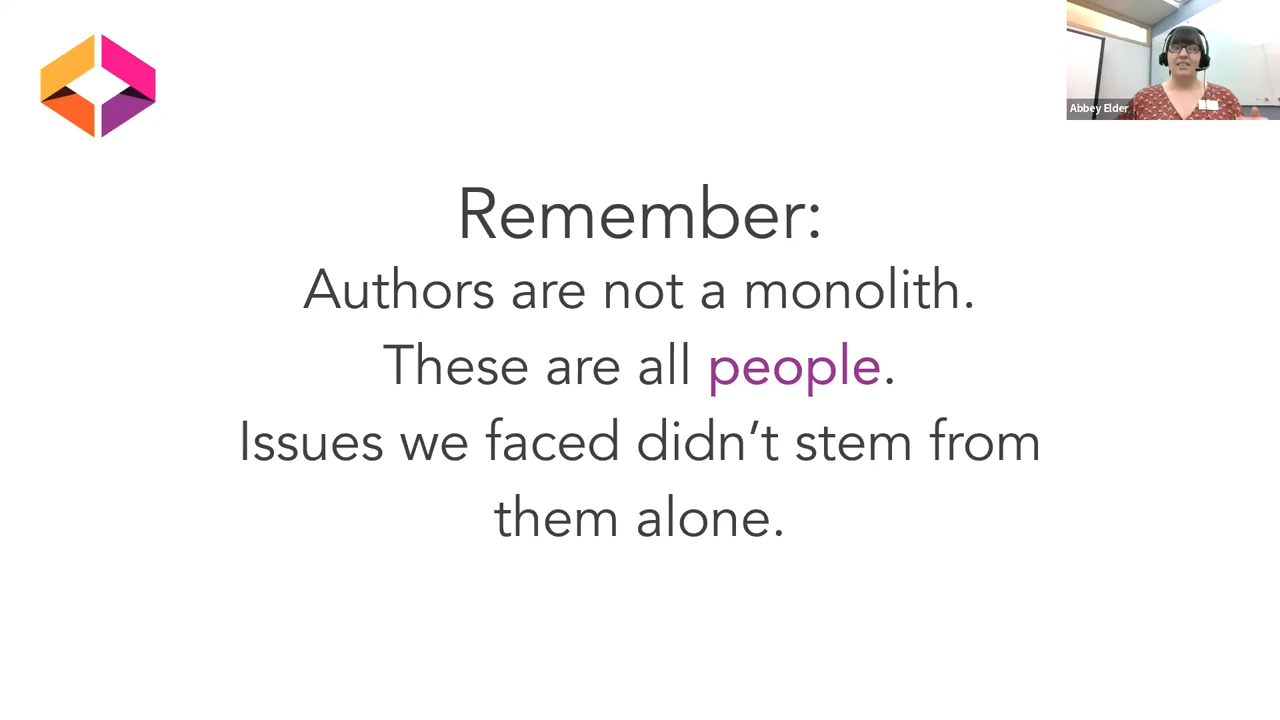 Abbey Elder
Remember:
Authors are not a monolith.
These are all people.
Issues we faced didn’t stem from
them alone.